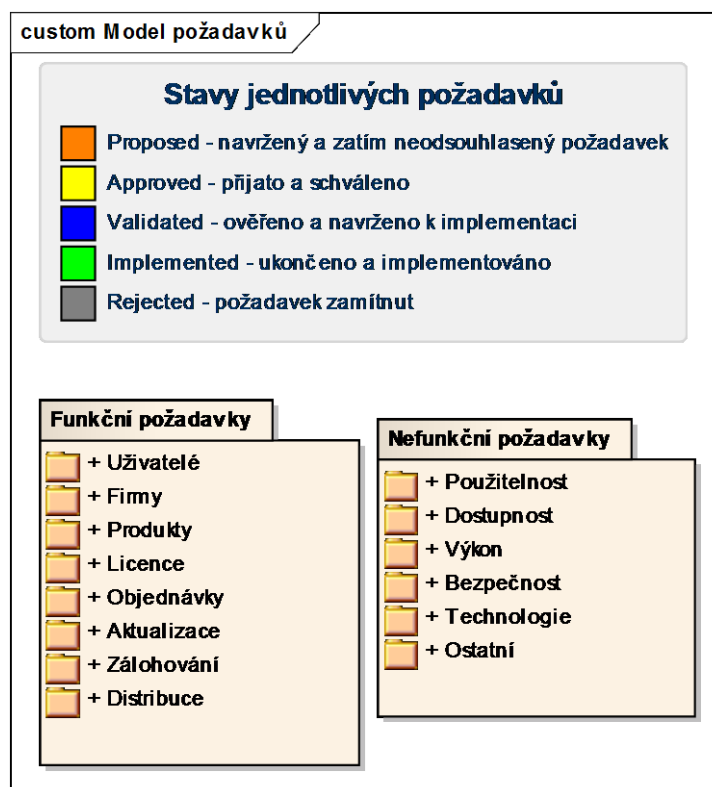 custom Model požadavků
Stavy jednotlivých požadavků
Proposed - navržený a zatím neodsouhlasený požadavek
Approved - přijato a schváleno
Validated - ověřeno a navrženo k implementaci
Implemented - ukončeno a implementováno
Rejected - požadavek zamítnut
Funkční požadavky
+ Uživatelé
+ Firmy
+ Produkty
+ Licence
+ Objednávky
+ Aktualizace
+ Zálohování
+ Distribuce
Nefunkční požadavky
+ Použitelnost
+ Dostupnost
+ Výkon
+ Bezpečnost
+ Technologie
+ Ostatní